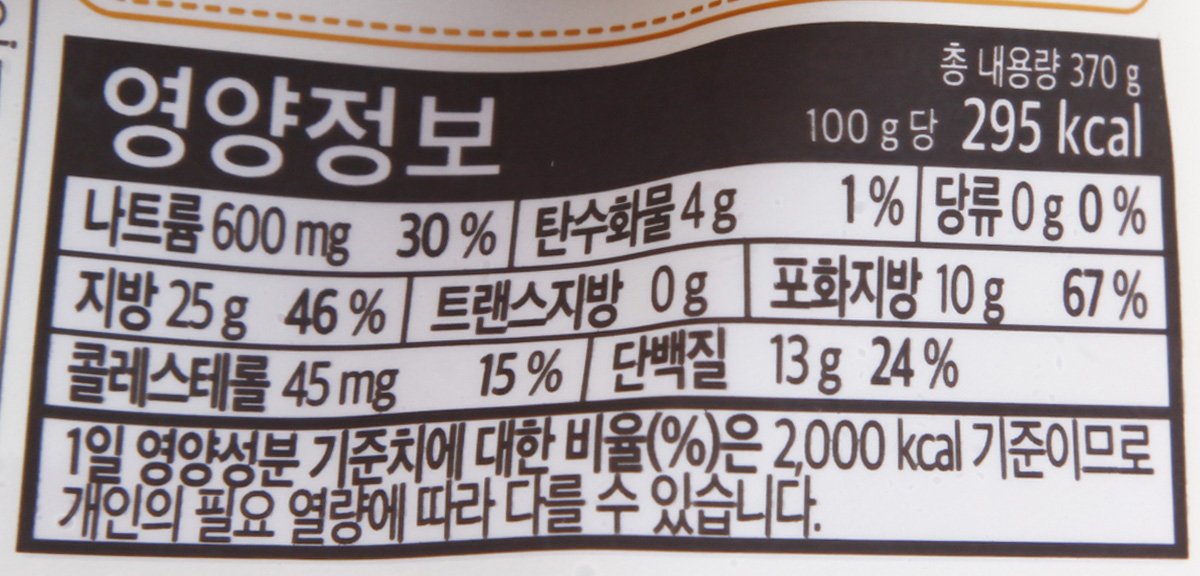 영양정보
총 내용량 370 g
100 g 당 295 kcal
나트륨 600 mg 30 % 탄수화물 4 g 1 % 당류 0 g 0 %
지방 25 g 46 % 트랜스지방 0 g 포화지방 10 g 67 %
콜레스테롤 45 mg 15 % 단백질 13 g 24 %
1일 영양성분 기준치에 대한 비율(%)은 2,000 kcal 기준이므로
개인의 필요 열량에 따라 다를 수 있습니다.